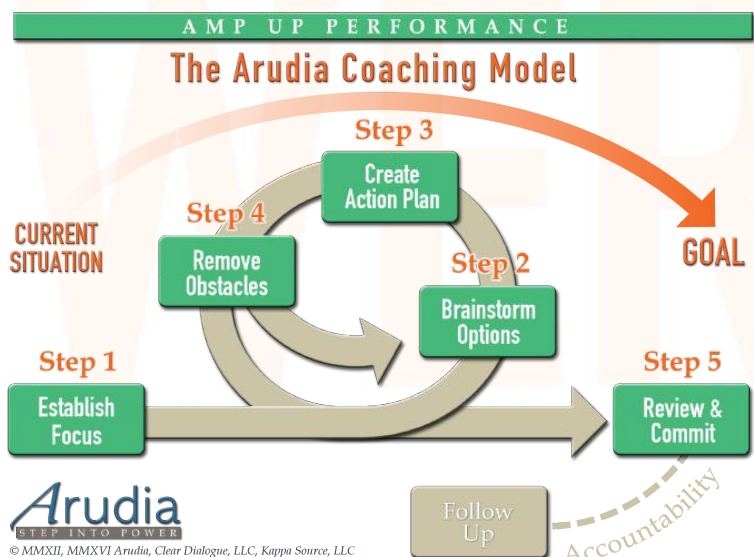 AMP UP PERFORMANCE
The Arudia Coaching Model
Step 3
Create
Action Plan
Step 4
Remove
Obstacles
CURRENT
SITUATION
GOAL
Step 2
Brainstorm
Options
Step 1
Establish
Focus
Step 5
Review &
Commit
Arudia
STEP INTO POWER
Follow
Up
Accountability
© MMXII, MMXVI Arudia, Clear Dialogue, LLC, Kappa Source, LLC